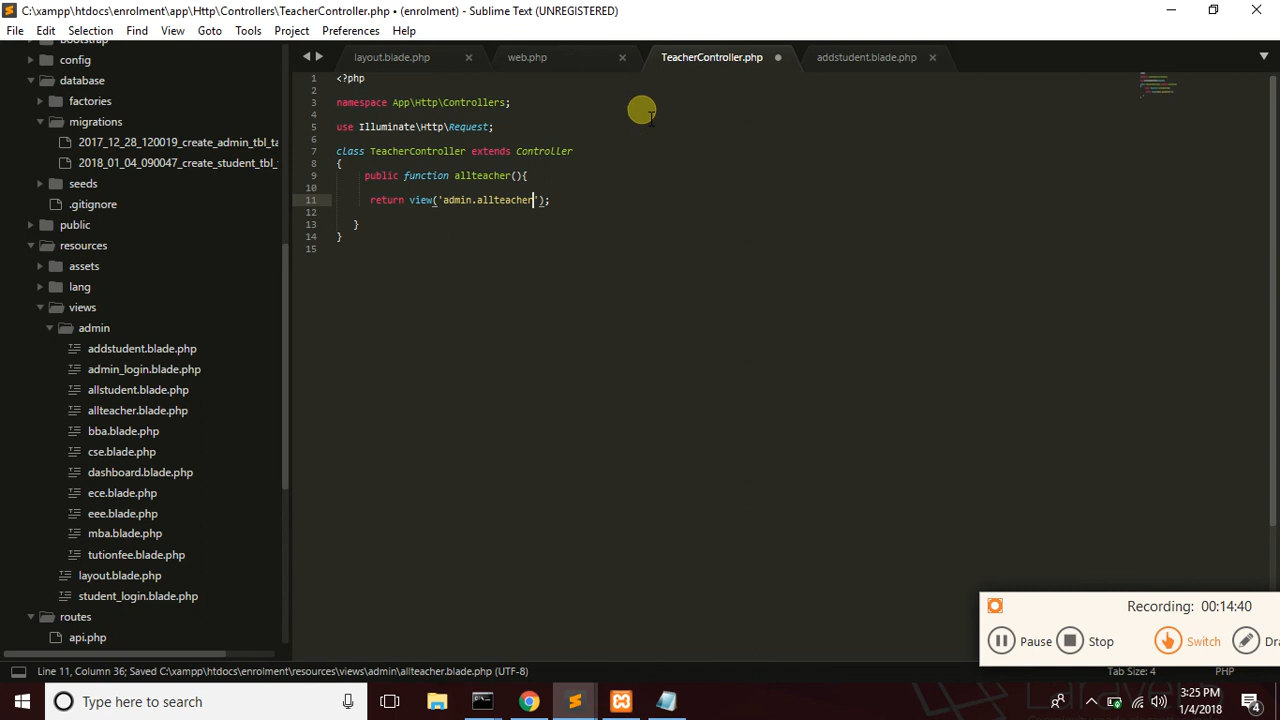 C:\xampp\htdocs\enrolment\app\Http\Controllers\TeacherController.php • (enrolment) - Sublime Text (UNREGISTERED)
File Edit Selection Find View Goto Tools Project Preferences Help
bootstrap
config
database
factories
migrations
2017_12_28_120019_create_admin_tbl_ta
2018_01_04_090047_create_student_tbl_
seeds
.gitignore
public
resources
assets
lang
views
admin
addstudent.blade.php
admin_login.blade.php
allstudent.blade.php
allteacher.blade.php
bba.blade.php
cse.blade.php
dashboard.blade.php
ece.blade.php
eee.blade.php
mba.blade.php
tutionfee.blade.php
layout.blade.php
student_login.blade.php
routes
api.php
layout.blade.php web.php TeacherController.php addstudent.blade.php
1 <?php
2
3 namespace App\Http\Controllers;
4
5 use Illuminate\Http\Request;
6
7 class TeacherController extends Controller
8 {
9 public function allteacher(){
10
11 return view('admin.allteacher');
12
13 }
14 }
15
Recording: 00:14:40
Pause Stop Switch Dra
Line 11, Column 36; Saved C:\xampp\htdocs\enrolment\resources\views\admin\allteacher.blade.php (UTF-8) Tab Size: 4 PHP
Type here to search
3:25 PM
1/4/2018
4